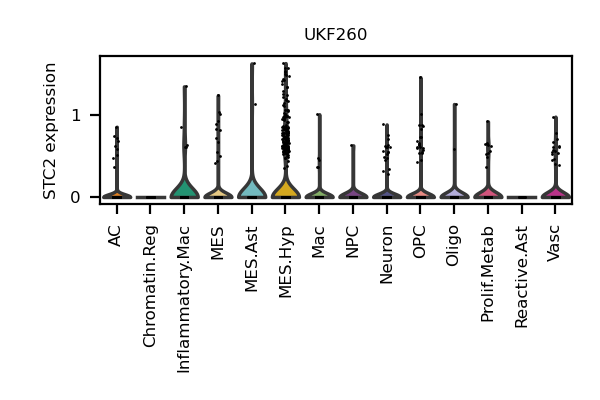 UKF260
STC2 expression
1
0
AC
Chromatin.Reg
Inflammatory.Mac
MES
MES.Ast
MES.Hyp
Mac
NPC
Neuron
OPC
Oligo
Prolif.Metab
Reactive.Ast
Vasc